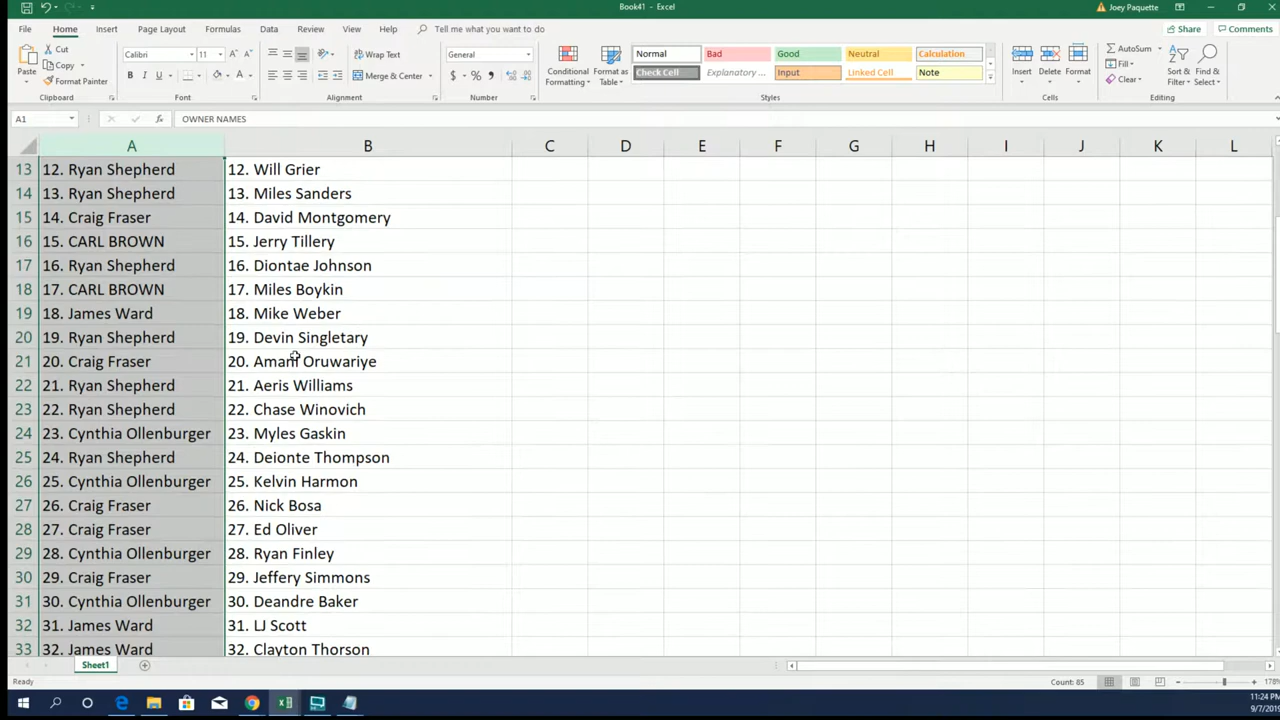 Book41 - Excel
Joey Paquette
File Home Insert Page Layout Formulas Data Review View Help Tell me what you want to do Share Comments
Paste Cut Copy Format Painter Clipboard
Calibri 11 Font
Wrap Text Merge & Center Alignment
General $ % Number
Conditional Formatting Format as Table
Normal Bad Good Neutral Calculation
Check Cell Explanatory ... Input Linked Cell Note
Styles
Insert Delete Format Cells
AutoSum Fill Clear Sort & Filter Find & Select Editing
A1 fx OWNER NAMES
A B C D E F G H I J K L
13 12. Ryan Shepherd 12. Will Grier
14 13. Ryan Shepherd 13. Miles Sanders
15 14. Craig Fraser 14. David Montgomery
16 15. CARL BROWN 15. Jerry Tillery
17 16. Ryan Shepherd 16. Diontae Johnson
18 17. CARL BROWN 17. Miles Boykin
19 18. James Ward 18. Mike Weber
20 19. Ryan Shepherd 19. Devin Singletary
21 20. Craig Fraser 20. Amani Oruwariye
22 21. Ryan Shepherd 21. Aeris Williams
23 22. Ryan Shepherd 22. Chase Winovich
24 23. Cynthia Ollenburger 23. Myles Gaskin
25 24. Ryan Shepherd 24. Deionte Thompson
26 25. Cynthia Ollenburger 25. Kelvin Harmon
27 26. Craig Fraser 26. Nick Bosa
28 27. Craig Fraser 27. Ed Oliver
29 28. Cynthia Ollenburger 28. Ryan Finley
30 29. Craig Fraser 29. Jeffery Simmons
31 30. Cynthia Ollenburger 30. Deandre Baker
32 31. James Ward 31. LJ Scott
33 32. James Ward 32. Clayton Thorson
Sheet1
Ready Count: 85 178%
11:24 PM
9/7/2019